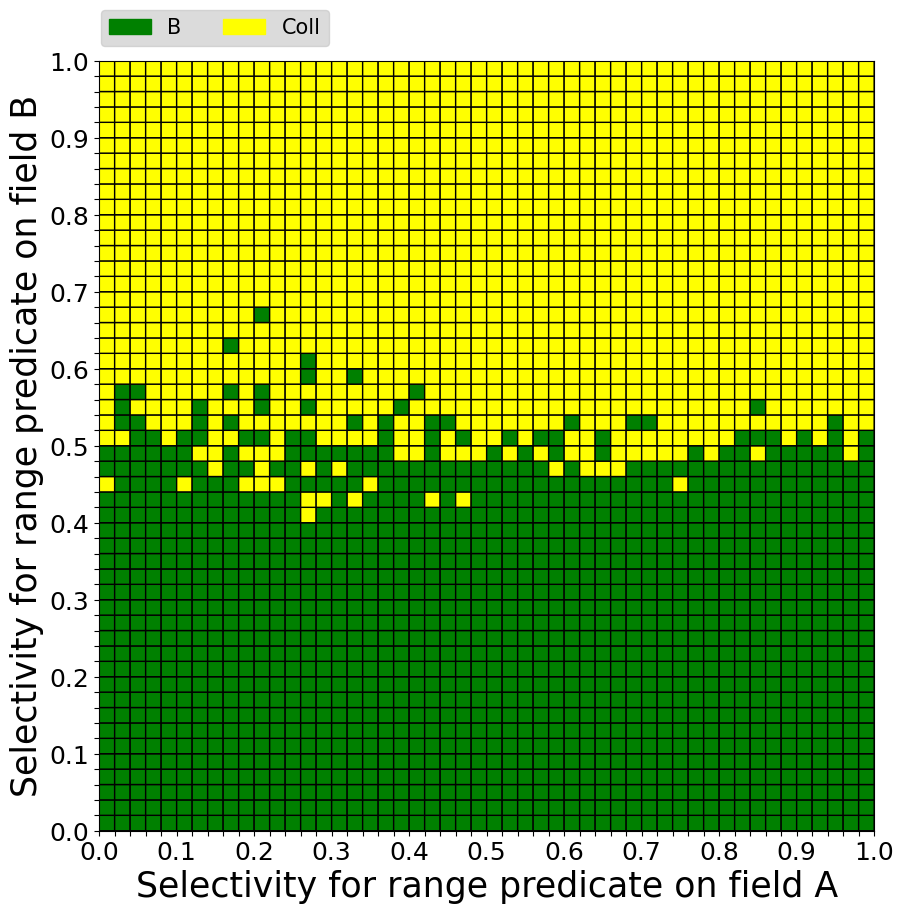 B Coll
Selectivity for range predicate on field B
1.0
0.9
0.8
0.7
0.6
0.5
0.4
0.3
0.2
0.1
0.0
0.0 0.1 0.2 0.3 0.4 0.5 0.6 0.7 0.8 0.9 1.0
Selectivity for range predicate on field A